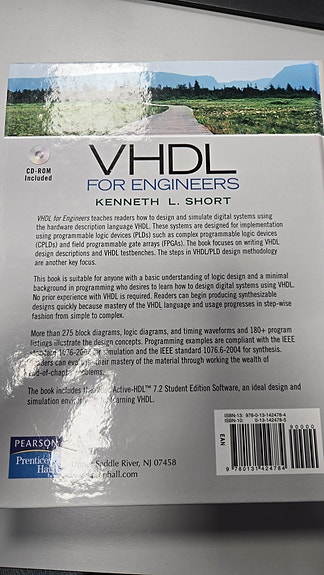 CD-ROM
Included
VHDL
FOR ENGINEERS
KENNETH L. SHORT
VHDL for Engineers teaches readers how to design and simulate digital systems using
the hardware description language VHDL. These systems are designed for implementation
using programmable logic devices (PLDs) such as complex programmable logic devices
(CPLDs) and field programmable gate arrays (FPGAs). The book focuses on writing VHDL
design descriptions and VHDL testbenches. The steps in VHDL/PLD design methodology
are another key focus.
This book is suitable for anyone with a basic understanding of logic design and a minimal
background in programming who desires to learn how to design digital systems using VHDL.
No prior experience with VHDL is required. Readers can begin producing synthesizable
designs quickly because mastery of the VHDL language and usage progresses in step-wise
fashion from simple to complex.
More than 275 block diagrams, logic diagrams, and timing waveforms and 180+ program
listings illustrate the design concepts. Programming examples are compliant with the IEEE
standard simulation and the IEEE standard 1076.6-2004 for synthesis.
can their mastery of the material through working the wealth of
end-of-chapter problems.
The book includes Active-HDL™ 7.2 Student Edition Software, an ideal design and
simulation learning VHDL.
PEARSON
Prentice
Hall
Saddle River, NJ 07458
hall.com
ISBN-13: 978-0-13-142478-4
ISBN-10: 0-13-142478-5
90000
EAN
9 780131 424784